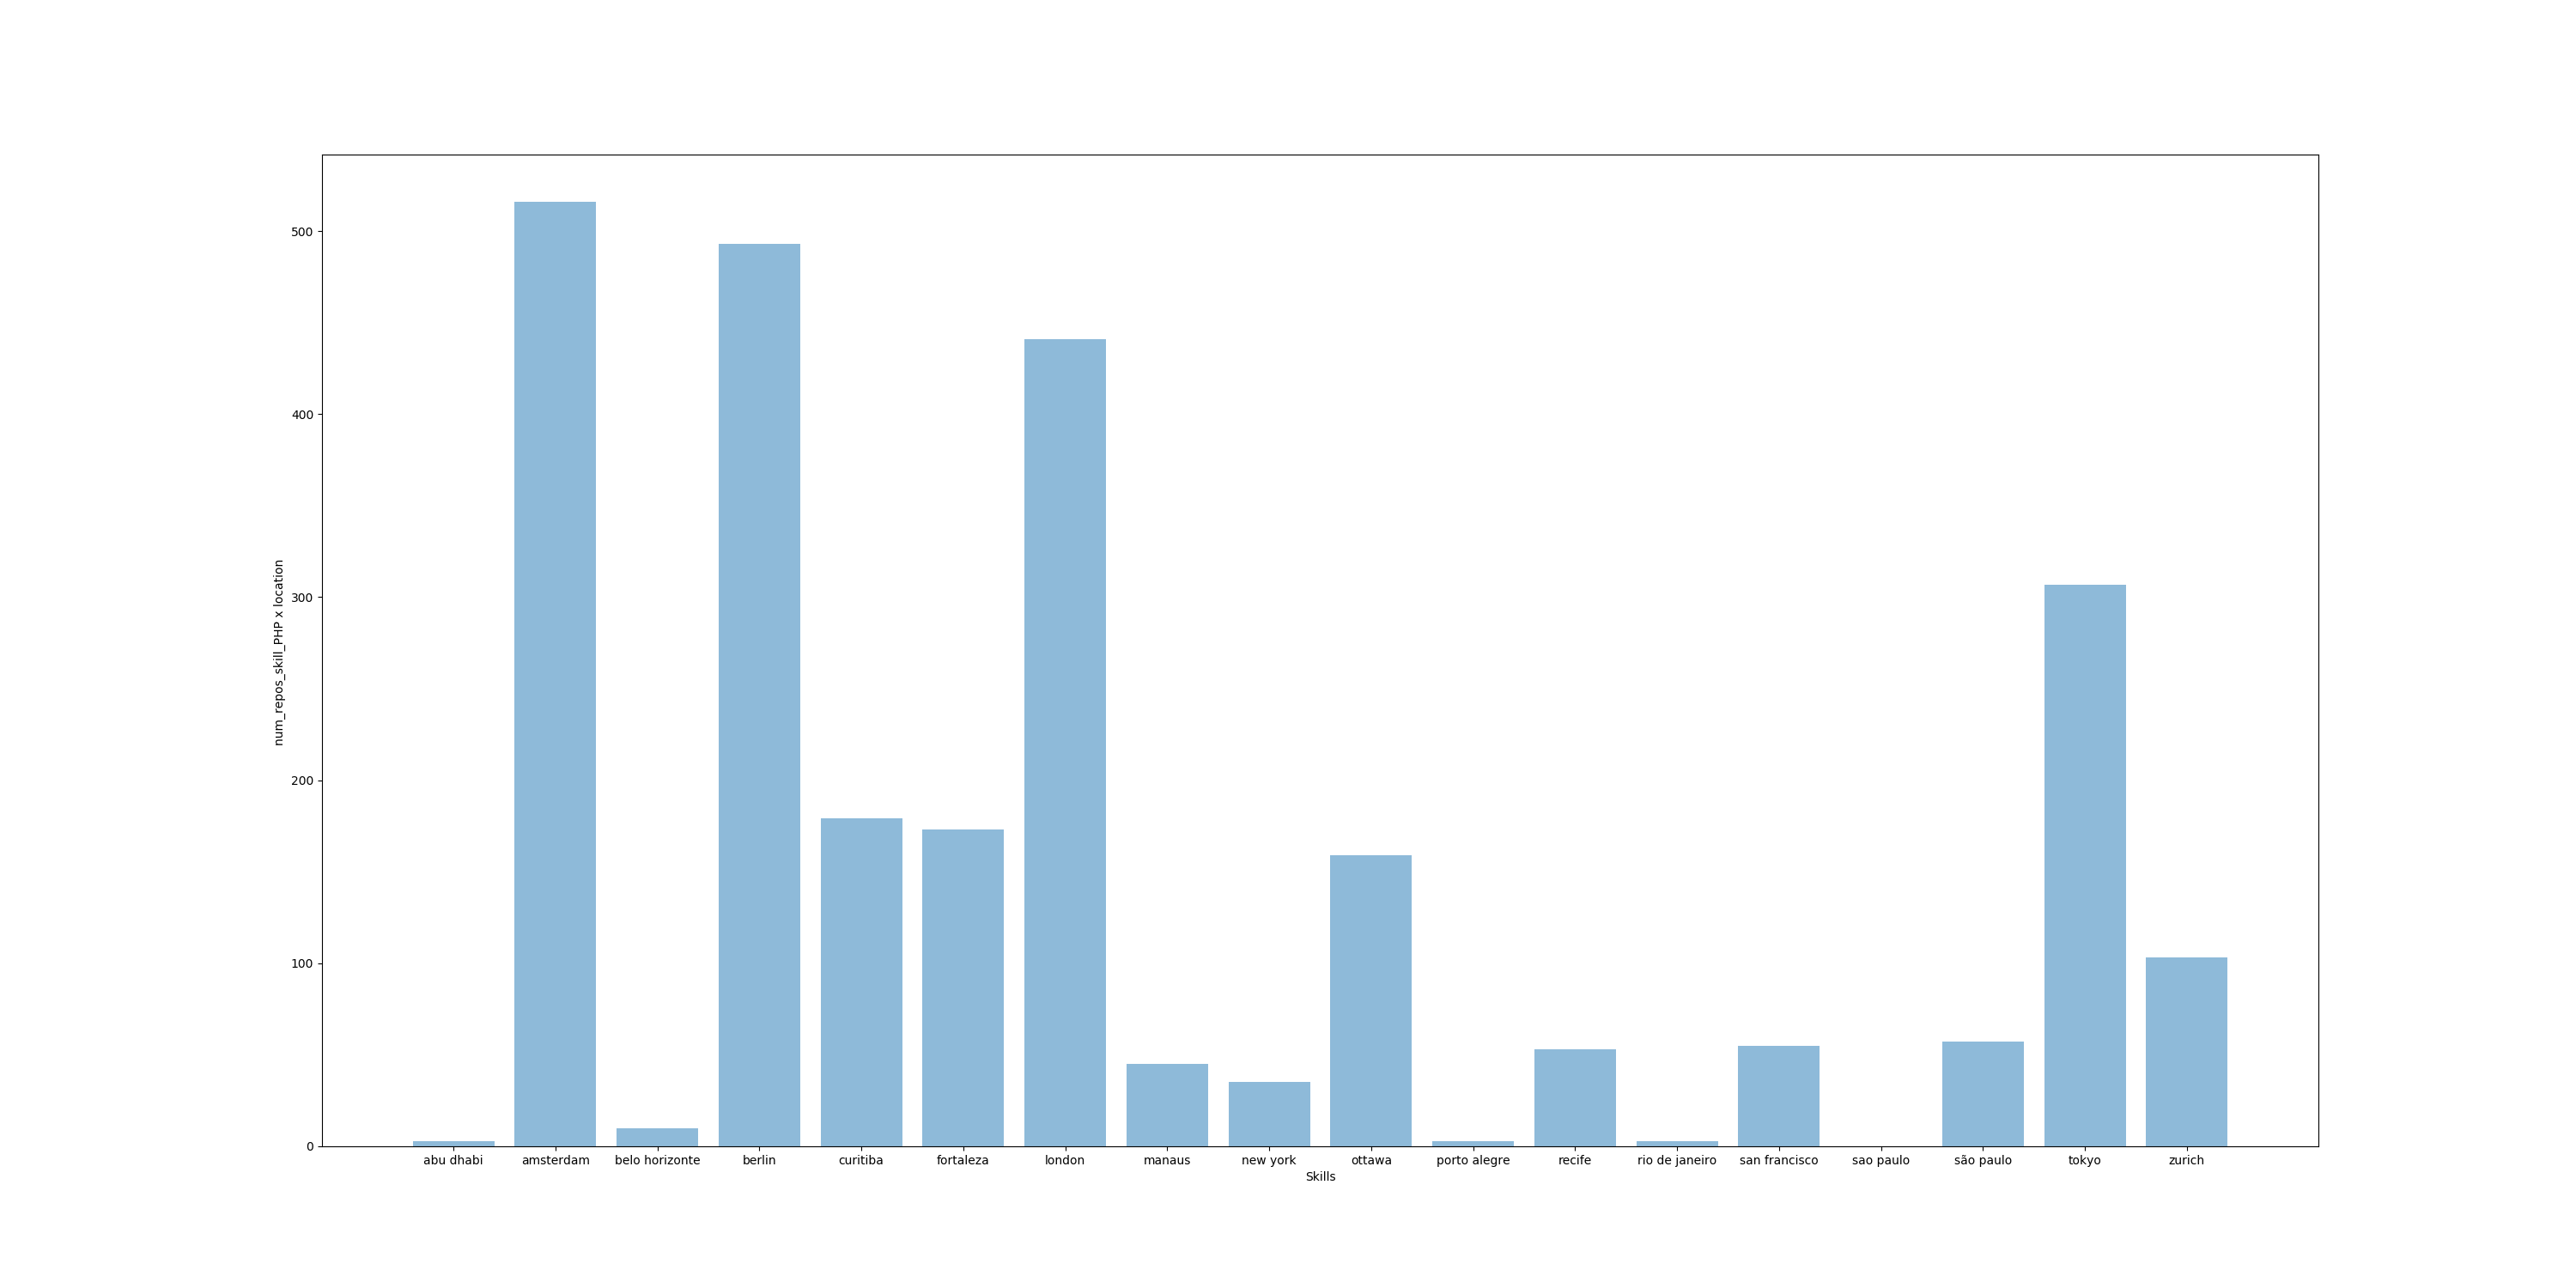 num_repos_skill_PHP x location
500
400
300
200
100
0
abu dhabi amsterdam belo horizonte berlin curitiba fortaleza london manaus new york ottawa porto alegre recife rio de janeiro san francisco sao paulo são paulo tokyo zurich
Skills